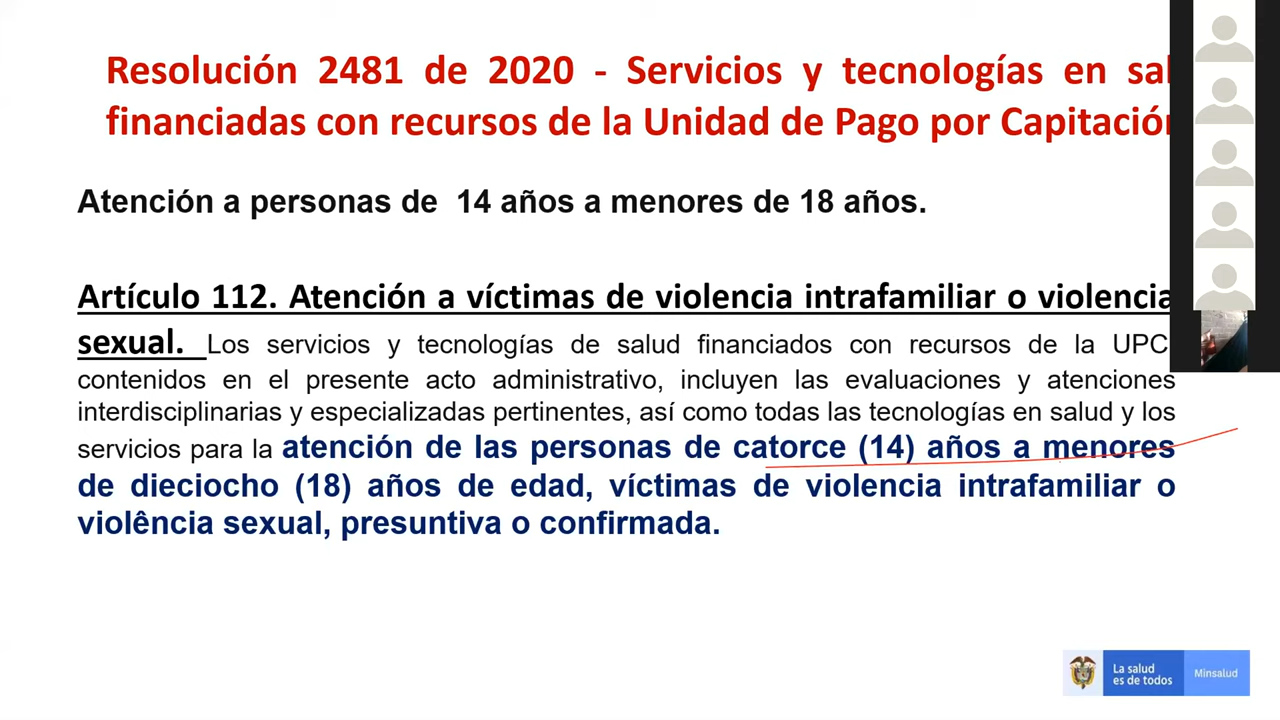 Resolución 2481 de 2020 - Servicios y tecnologías en sal
financiadas con recursos de la Unidad de Pago por Capitación
Atención a personas de 14 años a menores de 18 años.
Artículo 112. Atención a víctimas de violencia intrafamiliar o violencia
sexual. Los servicios y tecnologías de salud financiados con recursos de la UPC
contenidos en el presente acto administrativo, incluyen las evaluaciones y atenciones
interdisciplinarias y especializadas pertinentes, así como todas las tecnologías en salud y los
servicios para la atención de las personas de catorce (14) años a menores
de dieciocho (18) años de edad, víctimas de violencia intrafamiliar o
violência sexual, presuntiva o confirmada.
La salud
es de todos
Minsalud